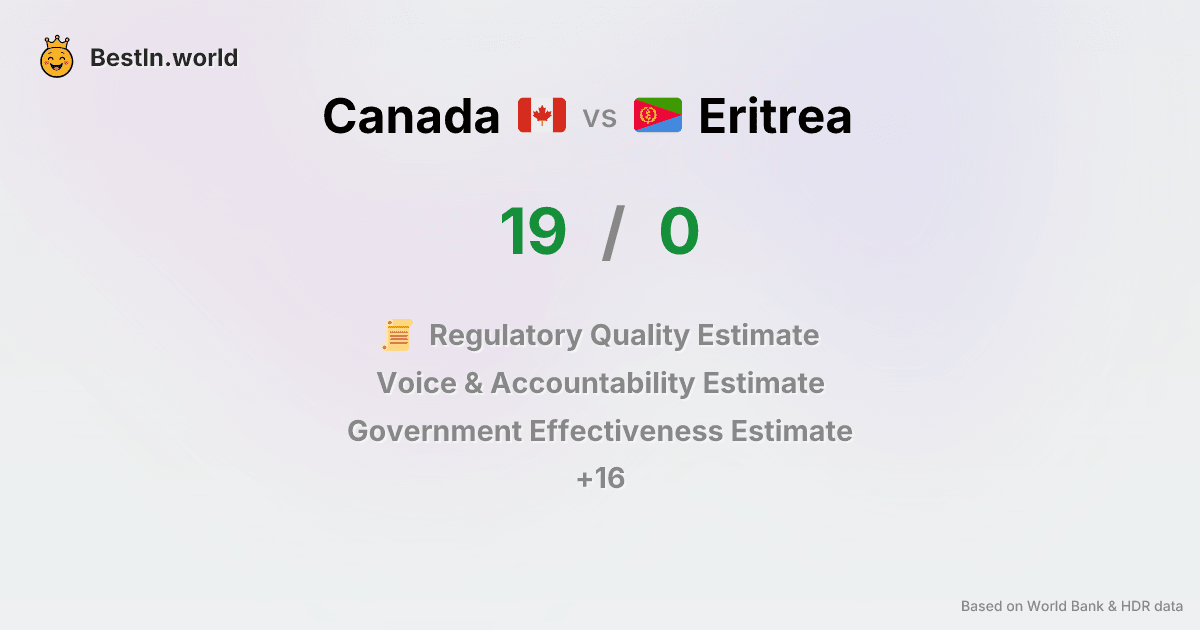 BestIn.world
Canada vs Eritrea
19 / 0
Regulatory Quality Estimate
Voice & Accountability Estimate
Government Effectiveness Estimate
+16
Based on World Bank & HDR data